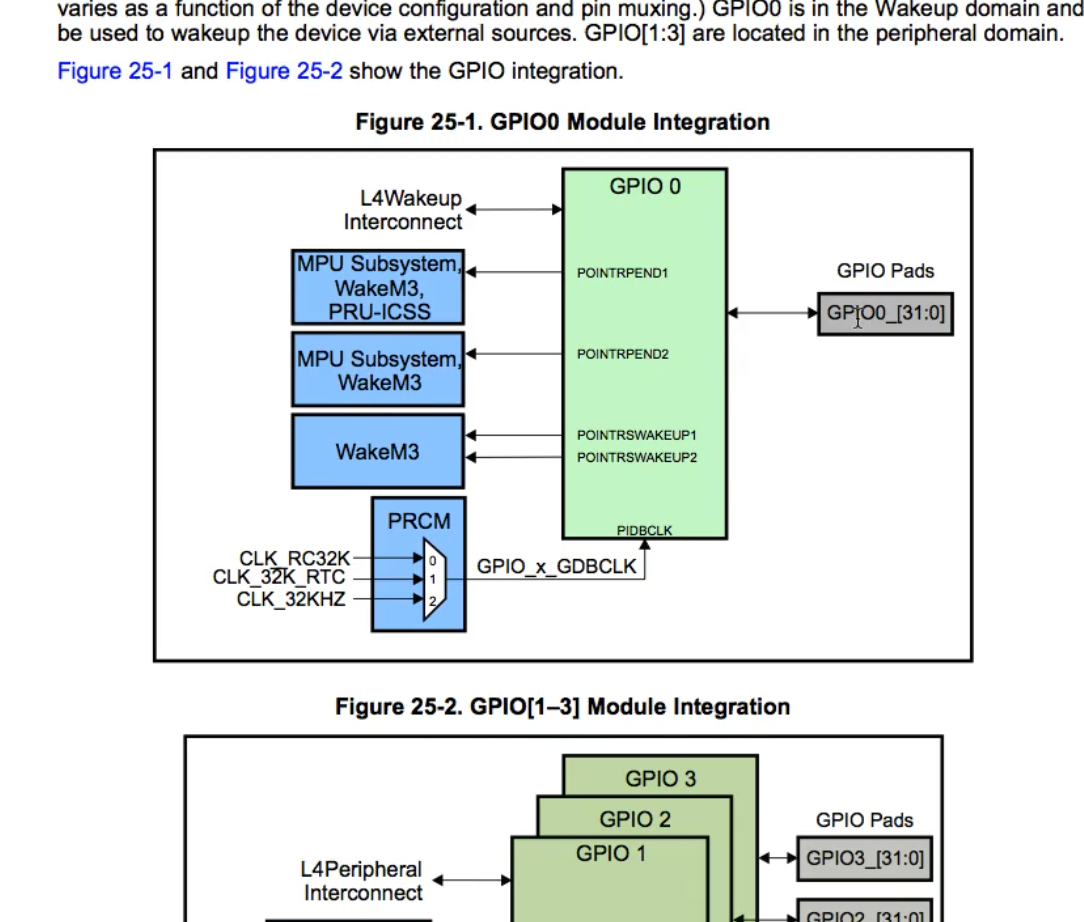 varies as a function of the device configuration and pin muxing.) GPIO0 is in the Wakeup domain and
be used to wakeup the device via external sources. GPIO[1:3] are located in the peripheral domain.
Figure 25-1 and Figure 25-2 show the GPIO integration.
Figure 25-1. GPIO0 Module Integration
GPIO 0
L4Wakeup
Interconnect
MPU Subsystem,
WakeM3,
PRU-ICSS
POINTRPEND1
GPIO Pads
GPIO0_[31:0]
MPU Subsystem,
WakeM3
POINTRPEND2
WakeM3
POINTRSWAKEUP1
POINTRSWAKEUP2
PRCM
PIDBCLK
CLK_RC32K
CLK_32K_RTC
CLK_32KHZ
0
1
2
GPIO_x_GDBCLK
Figure 25-2. GPIO[1–3] Module Integration
GPIO 3
GPIO 2
GPIO 1
GPIO Pads
GPIO3_[31:0]
L4Peripheral
Interconnect
GPIO2_[31:0]